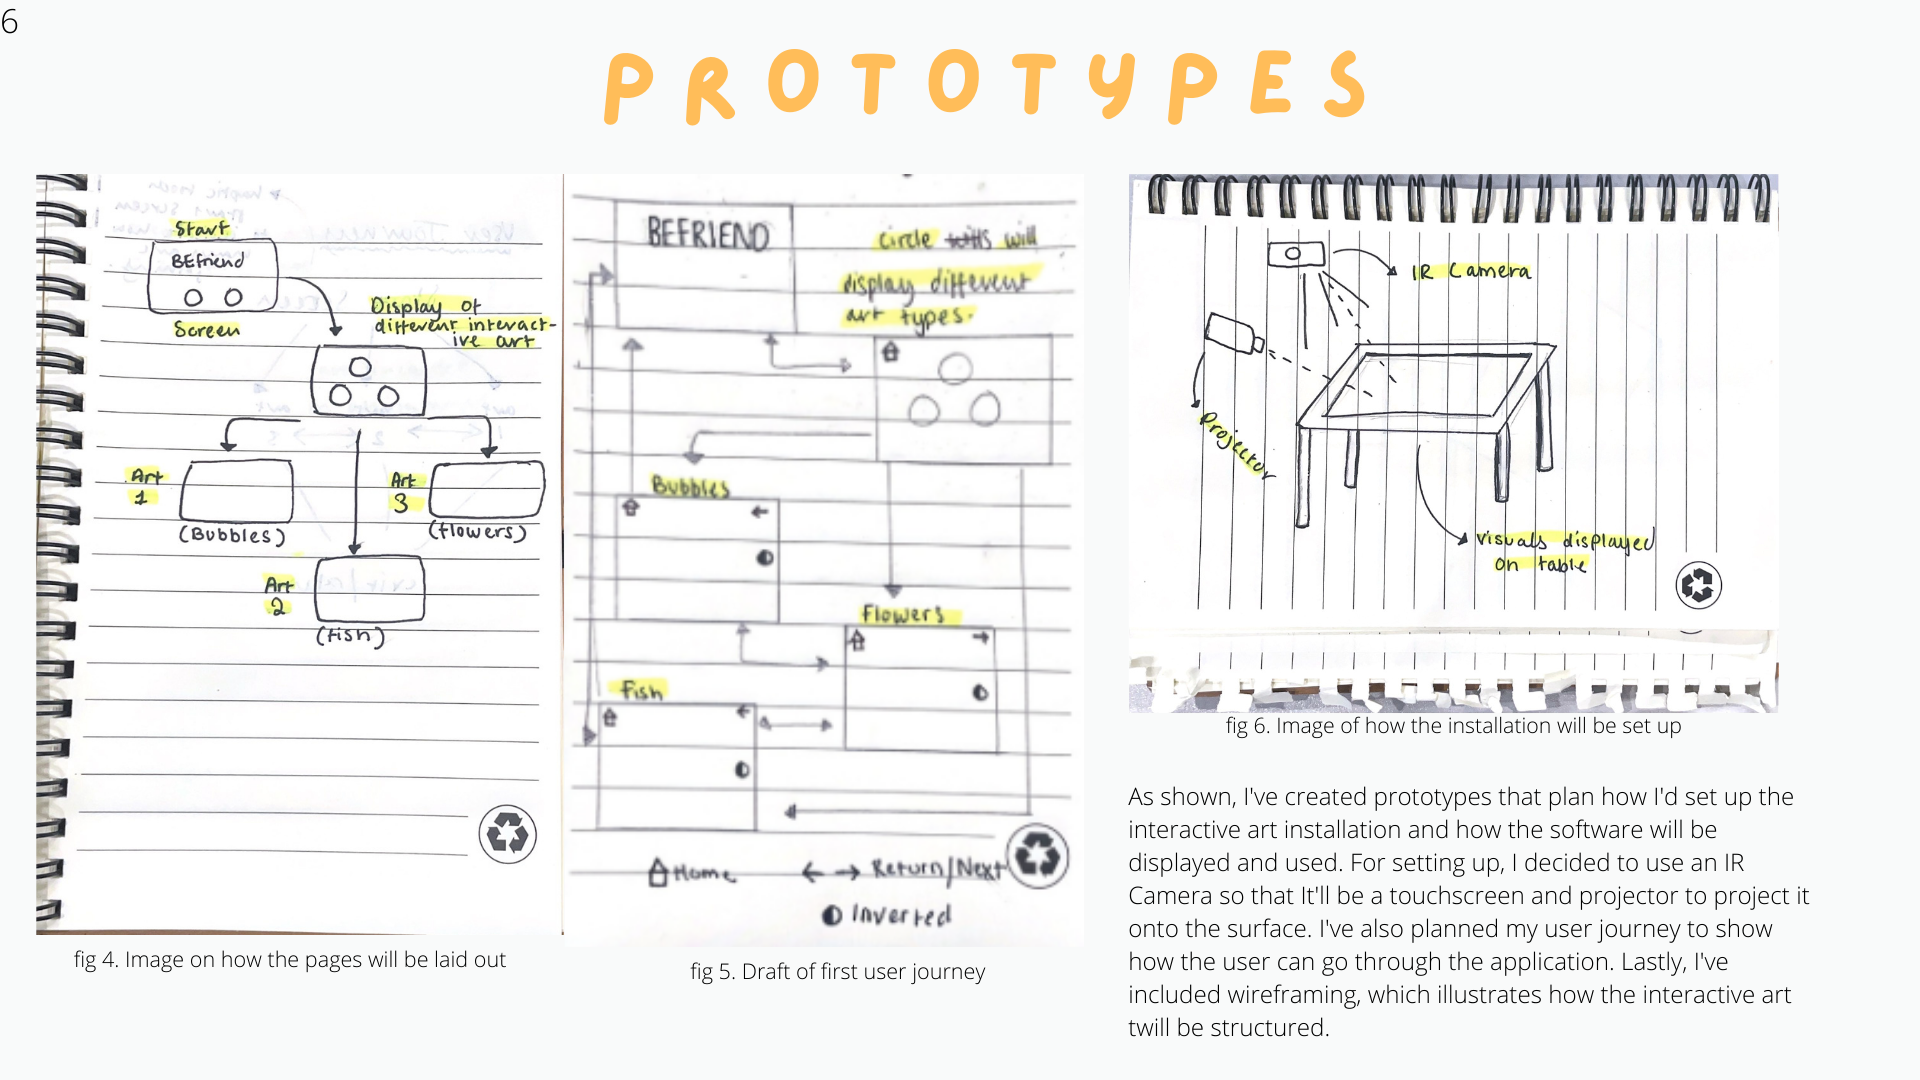 6
PROTOTYPES
Start
BEfriend
Screen
Display of
different interact-
ive art
Art
1
(Bubbles)
Art
3
(flowers)
Art
2
(fish)
fig 4. Image on how the pages will be laid out
BEFRIEND
circle will
display different
art types.
Bubbles
Flowers
Fish
Home
Return/Next
Inverted
fig 5. Draft of first user journey
IR Camera
Projector
visuals displayed
on table
fig 6. Image of how the installation will be set up
As shown, I've created prototypes that plan how I'd set up the
interactive art installation and how the software will be
displayed and used. For setting up, I decided to use an IR
Camera so that It'll be a touchscreen and projector to project it
onto the surface. I've also planned my user journey to show
how the user can go through the application. Lastly, I've
included wireframing, which illustrates how the interactive art
twill be structured.